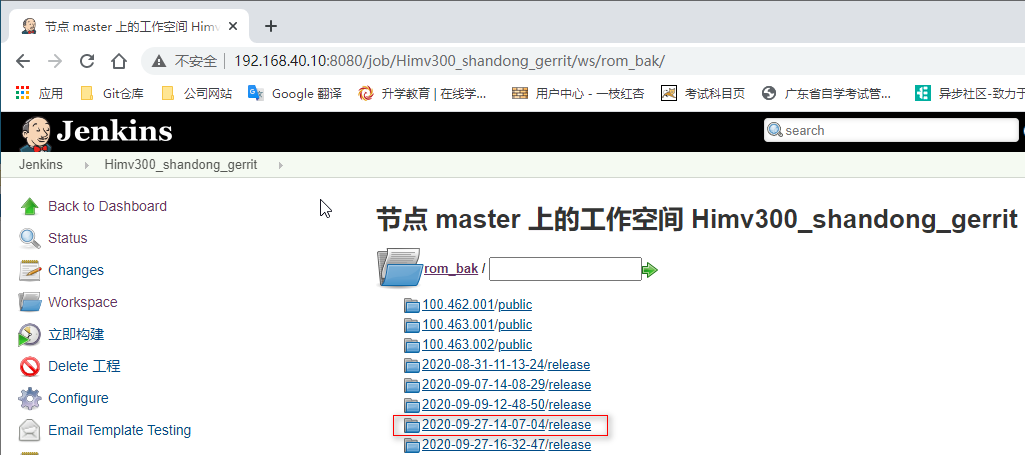 节点 master 上的工作空间 Himv
不安全 192.168.40.10:8080/job/Himv300_shandong_gerrit/ws/rom_bak/
应用 Git仓库 公司网站 Google 翻译 升学教育 | 在线学... 用户中心 - 一枝红杏 考试科目页 广东省自学考试管... 异步社区-致力于
Jenkins search
Jenkins Himv300_shandong_gerrit
Back to Dashboard
Status
Changes
Workspace
立即构建
Delete 工程
Configure
Email Template Testing
节点 master 上的工作空间 Himv300_shandong_gerrit
rom_bak /
100.462.001/public
100.463.001/public
100.463.002/public
2020-08-31-11-13-24/release
2020-09-07-14-08-29/release
2020-09-09-12-48-50/release
2020-09-27-14-07-04/release
2020-09-27-16-32-47/release